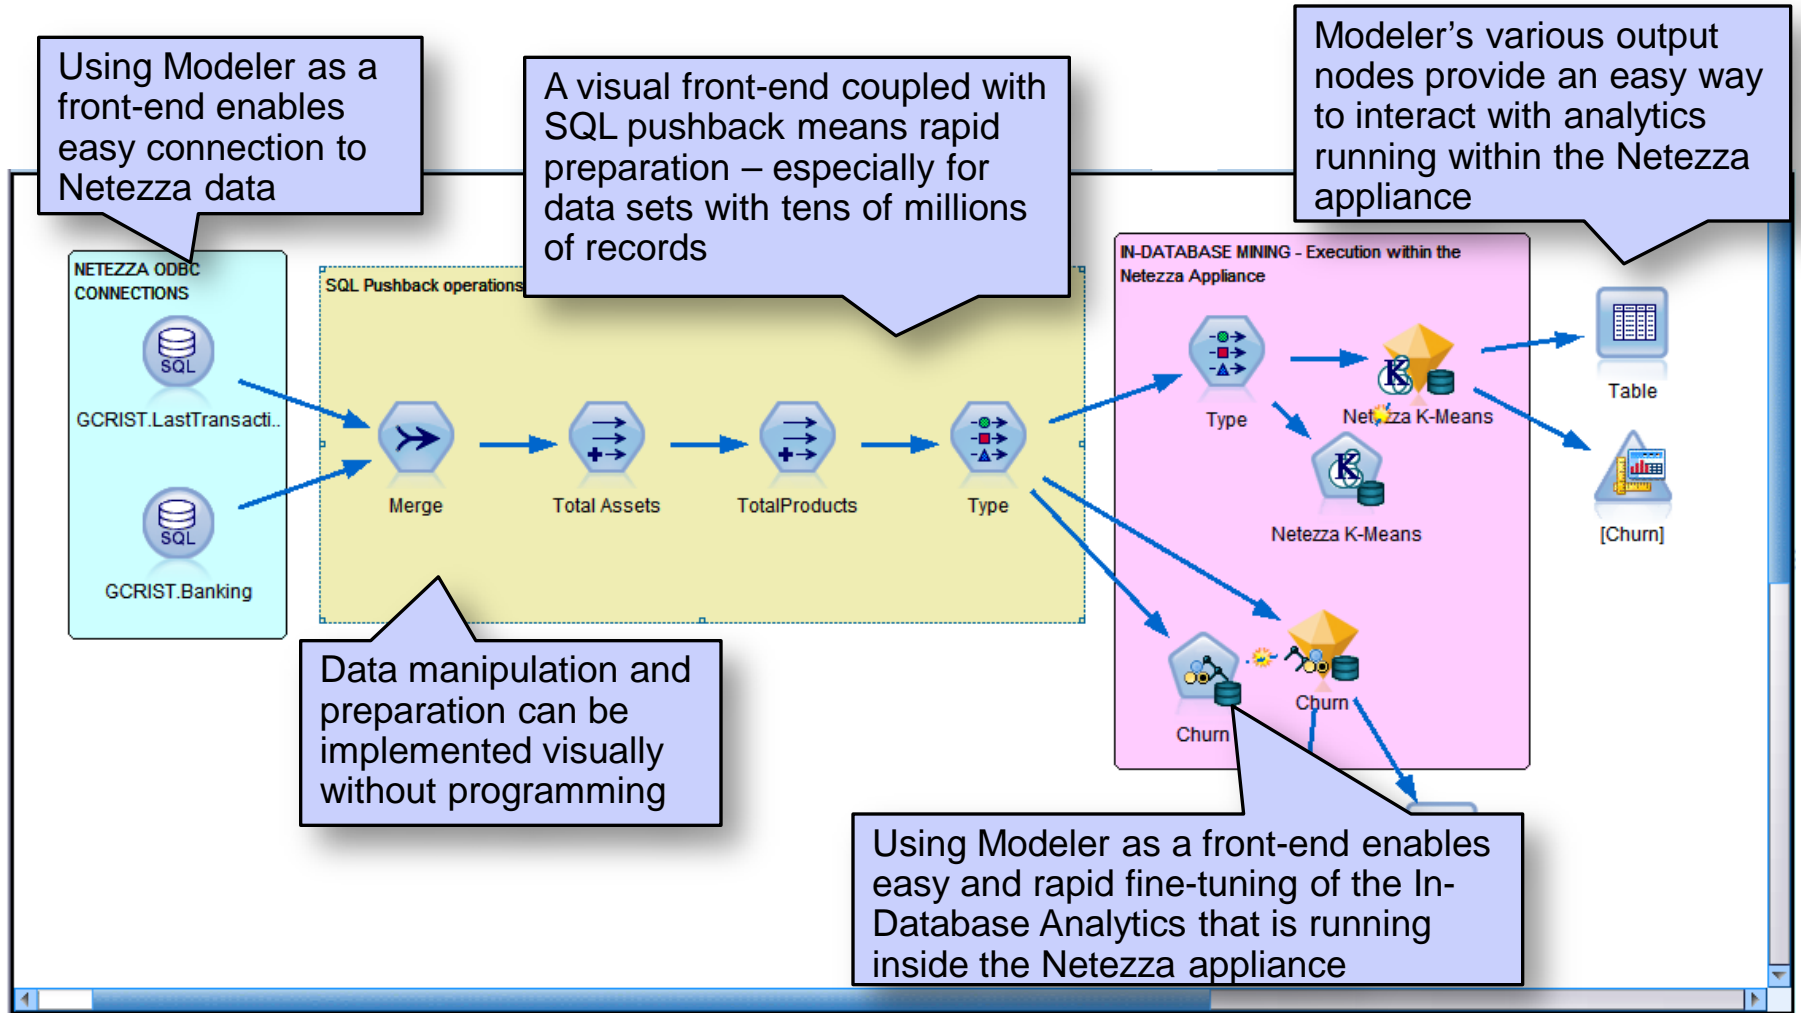 Using Modeler as a
front-end enables
easy connection to
Netezza data
A visual front-end coupled with
SQL pushback means rapid
preparation – especially for
data sets with tens of millions
of records
Modeler’s various output
nodes provide an easy way
to interact with analytics
running within the Netezza
appliance
NETEZZA ODBC
CONNECTIONS
SQL
GCRIST.LastTransacti..
SQL
GCRIST.Banking
SQL Pushback operations
Merge
Total Assets
TotalProducts
Type
IN-DATABASE MINING - Execution within the
Netezza Appliance
Type
K
Netezza K-Means
K
Netezza K-Means
Churn
Churn
Table
[Churn]
Data manipulation and
preparation can be
implemented visually
without programming
Using Modeler as a front-end enables
easy and rapid fine-tuning of the In-
Database Analytics that is running
inside the Netezza appliance